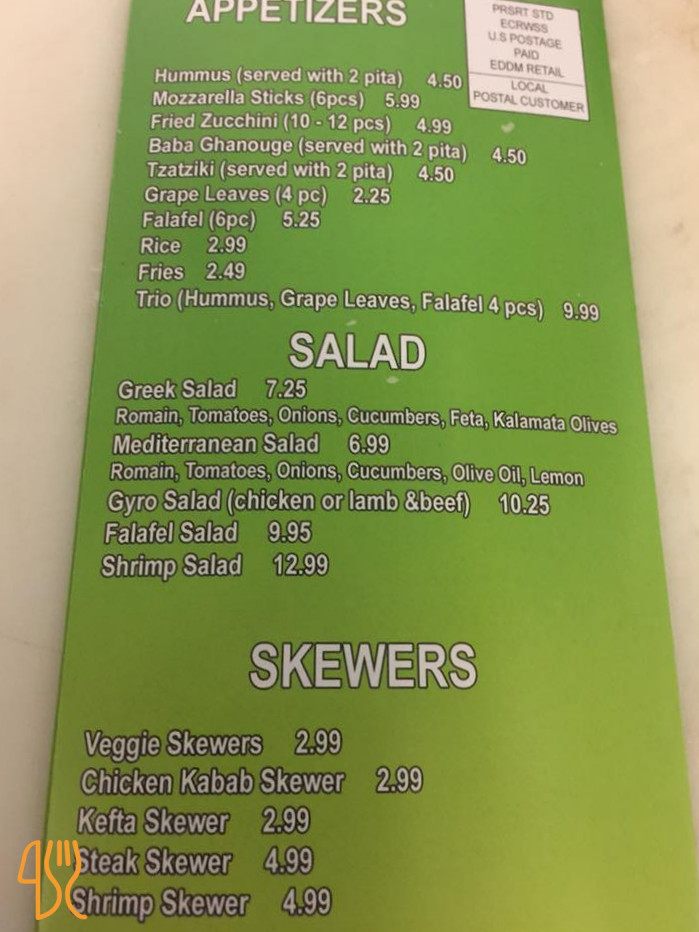 APPETIZERS
PRSRT STD
ECRWSS
U.S POSTAGE
PAID
EDDM RETAIL
LOCAL
POSTAL CUSTOMER
Hummus (served with 2 pita) 4.50
Mozzarella Sticks (6pcs) 5.99
Fried Zucchini (10 - 12 pcs) 4.99
Baba Ghanouge (served with 2 pita) 4.50
Tzatziki (served with 2 pita) 4.50
Grape Leaves (4 pc) 2.25
Falafel (6pc) 5.25
Rice 2.99
Fries 2.49
Trio (Hummus, Grape Leaves, Falafel 4 pcs) 9.99
SALAD
Greek Salad 7.25
Romain, Tomatoes, Onions, Cucumbers, Feta, Kalamata Olives
Mediterranean Salad 6.99
Romain, Tomatoes, Onions, Cucumbers, Olive Oil, Lemon
Gyro Salad (chicken or lamb &beef) 10.25
Falafel Salad 9.95
Shrimp Salad 12.99
SKEWERS
Veggie Skewers 2.99
Chicken Kabab Skewer 2.99
Kefta Skewer 2.99
Steak Skewer 4.99
Shrimp Skewer 4.99